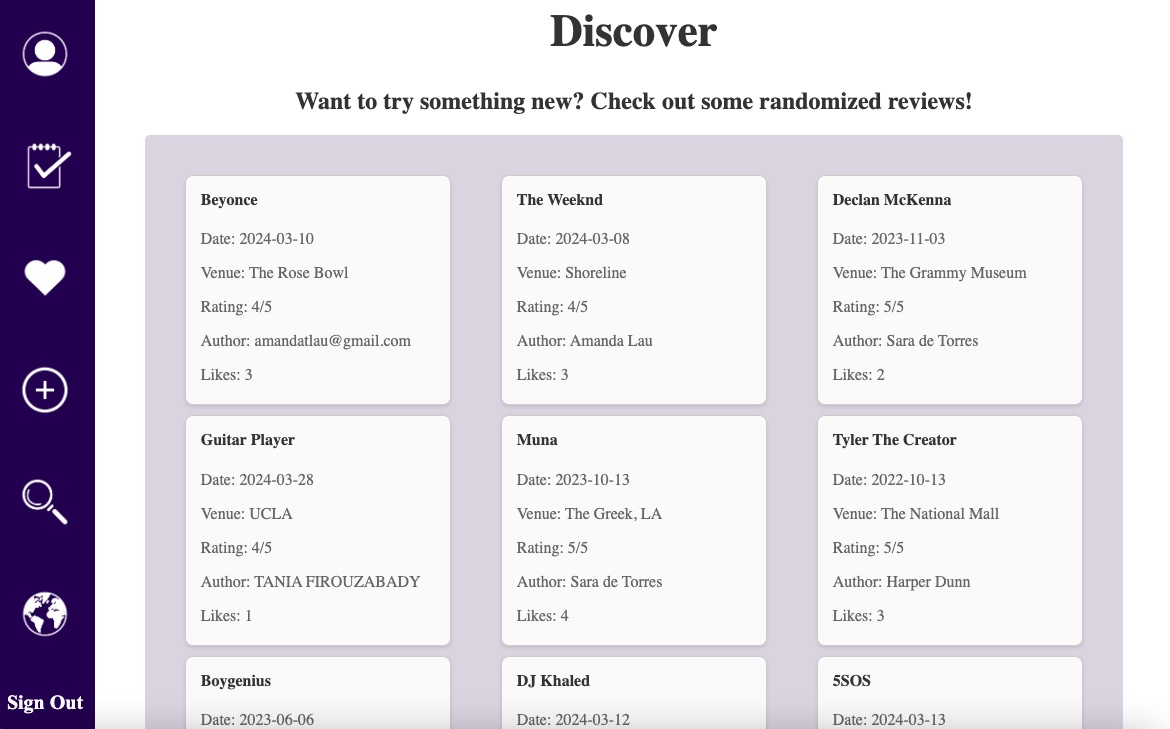 Discover
Want to try something new? Check out some randomized reviews!
Beyonce
Date: 2024-03-10
Venue: The Rose Bowl
Rating: 4/5
Author: amandatlau@gmail.com
Likes: 3
The Weeknd
Date: 2024-03-08
Venue: Shoreline
Rating: 4/5
Author: Amanda Lau
Likes: 3
Declan McKenna
Date: 2023-11-03
Venue: The Grammy Museum
Rating: 5/5
Author: Sara de Torres
Likes: 2
Guitar Player
Date: 2024-03-28
Venue: UCLA
Rating: 4/5
Author: TANIA FIROUZABADY
Likes: 1
Muna
Date: 2023-10-13
Venue: The Greek, LA
Rating: 5/5
Author: Sara de Torres
Likes: 4
Tyler The Creator
Date: 2022-10-13
Venue: The National Mall
Rating: 5/5
Author: Harper Dunn
Likes: 3
Boygenius
Date: 2023-06-06
DJ Khaled
Date: 2024-03-12
5SOS
Date: 2024-03-13
Sign Out